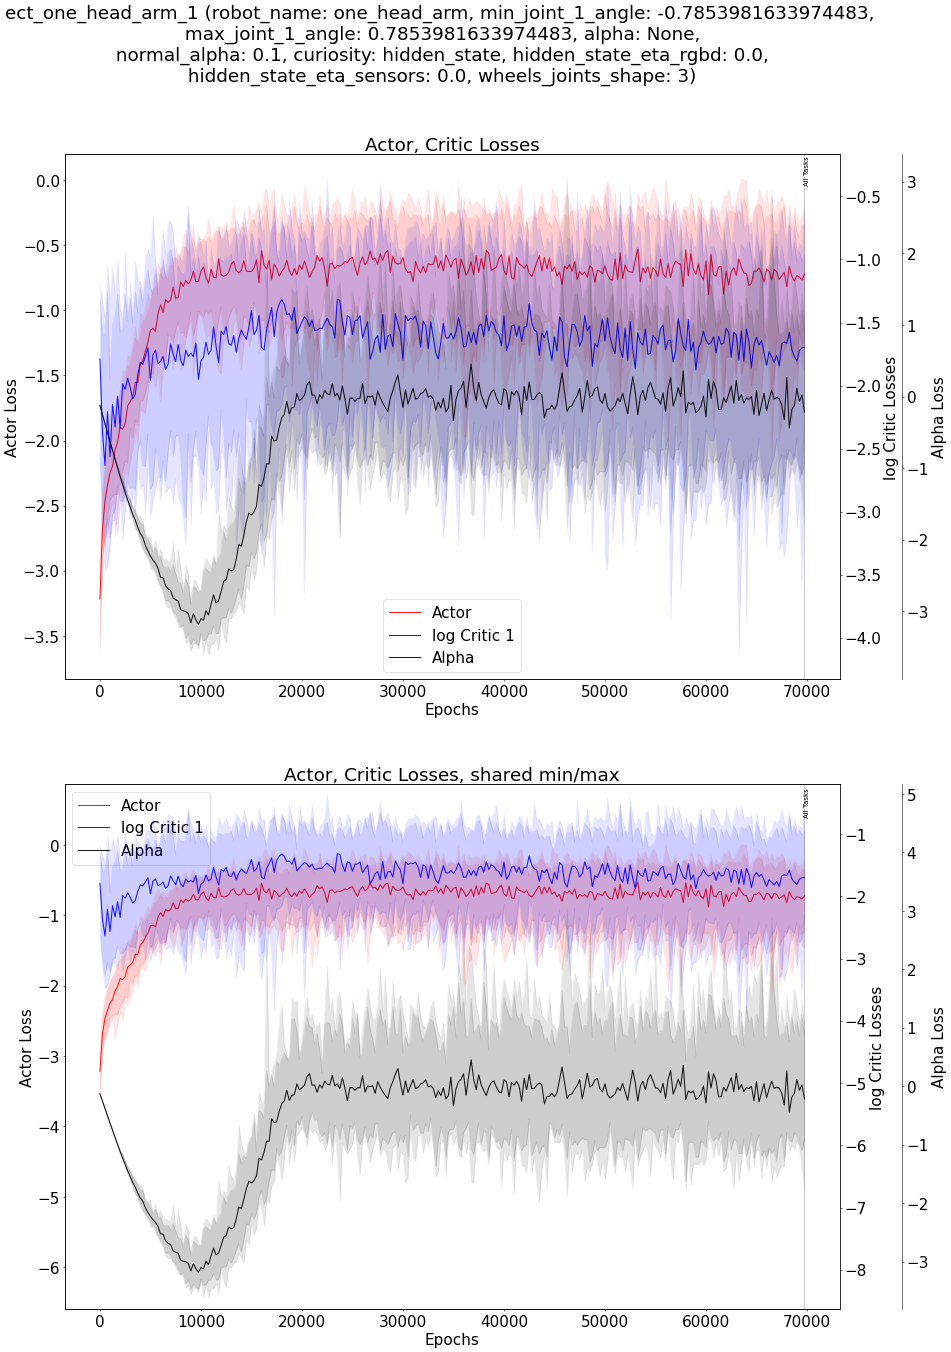 ect_one_head_arm_1 (robot_name: one_head_arm, min_joint_1_angle: -0.7853981633974483,
max_joint_1_angle: 0.7853981633974483, alpha: None,
normal_alpha: 0.1, curiosity: hidden_state, hidden_state_eta_rgbd: 0.0,
hidden_state_eta_sensors: 0.0, wheels_joints_shape: 3)
Actor, Critic Losses
0.0
−0.5
−1.0
−1.5
−2.0
−2.5
−3.0
−3.5
Actor Loss
All Tasks
−0.5
−1.0
−1.5
−2.0
−2.5
−3.0
−3.5
−4.0
log Critic Losses
3
2
1
0
−1
−2
−3
Alpha Loss
Actor
log Critic 1
Alpha
0 10000 20000 30000 40000 50000 60000 70000
Epochs
Actor, Critic Losses, shared min/max
0
−1
−2
−3
−4
−5
−6
Actor Loss
Actor
log Critic 1
Alpha
All Tasks
−1
−2
−3
−4
−5
−6
−7
−8
log Critic Losses
5
4
3
2
1
0
−1
−2
−3
Alpha Loss
0 10000 20000 30000 40000 50000 60000 70000
Epochs